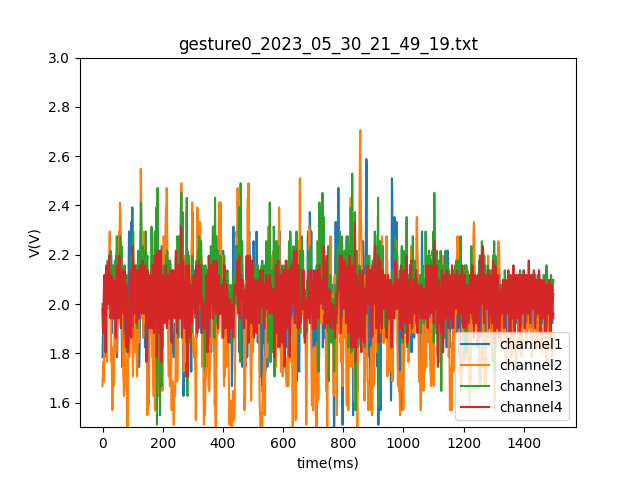 gesture0_2023_05_30_21_49_19.txt
3.0
2.8
2.6
2.4
2.2
2.0
1.8
1.6
V(V)
channel1
channel2
channel3
channel4
0 200 400 600 800 1000 1200 1400
time(ms)